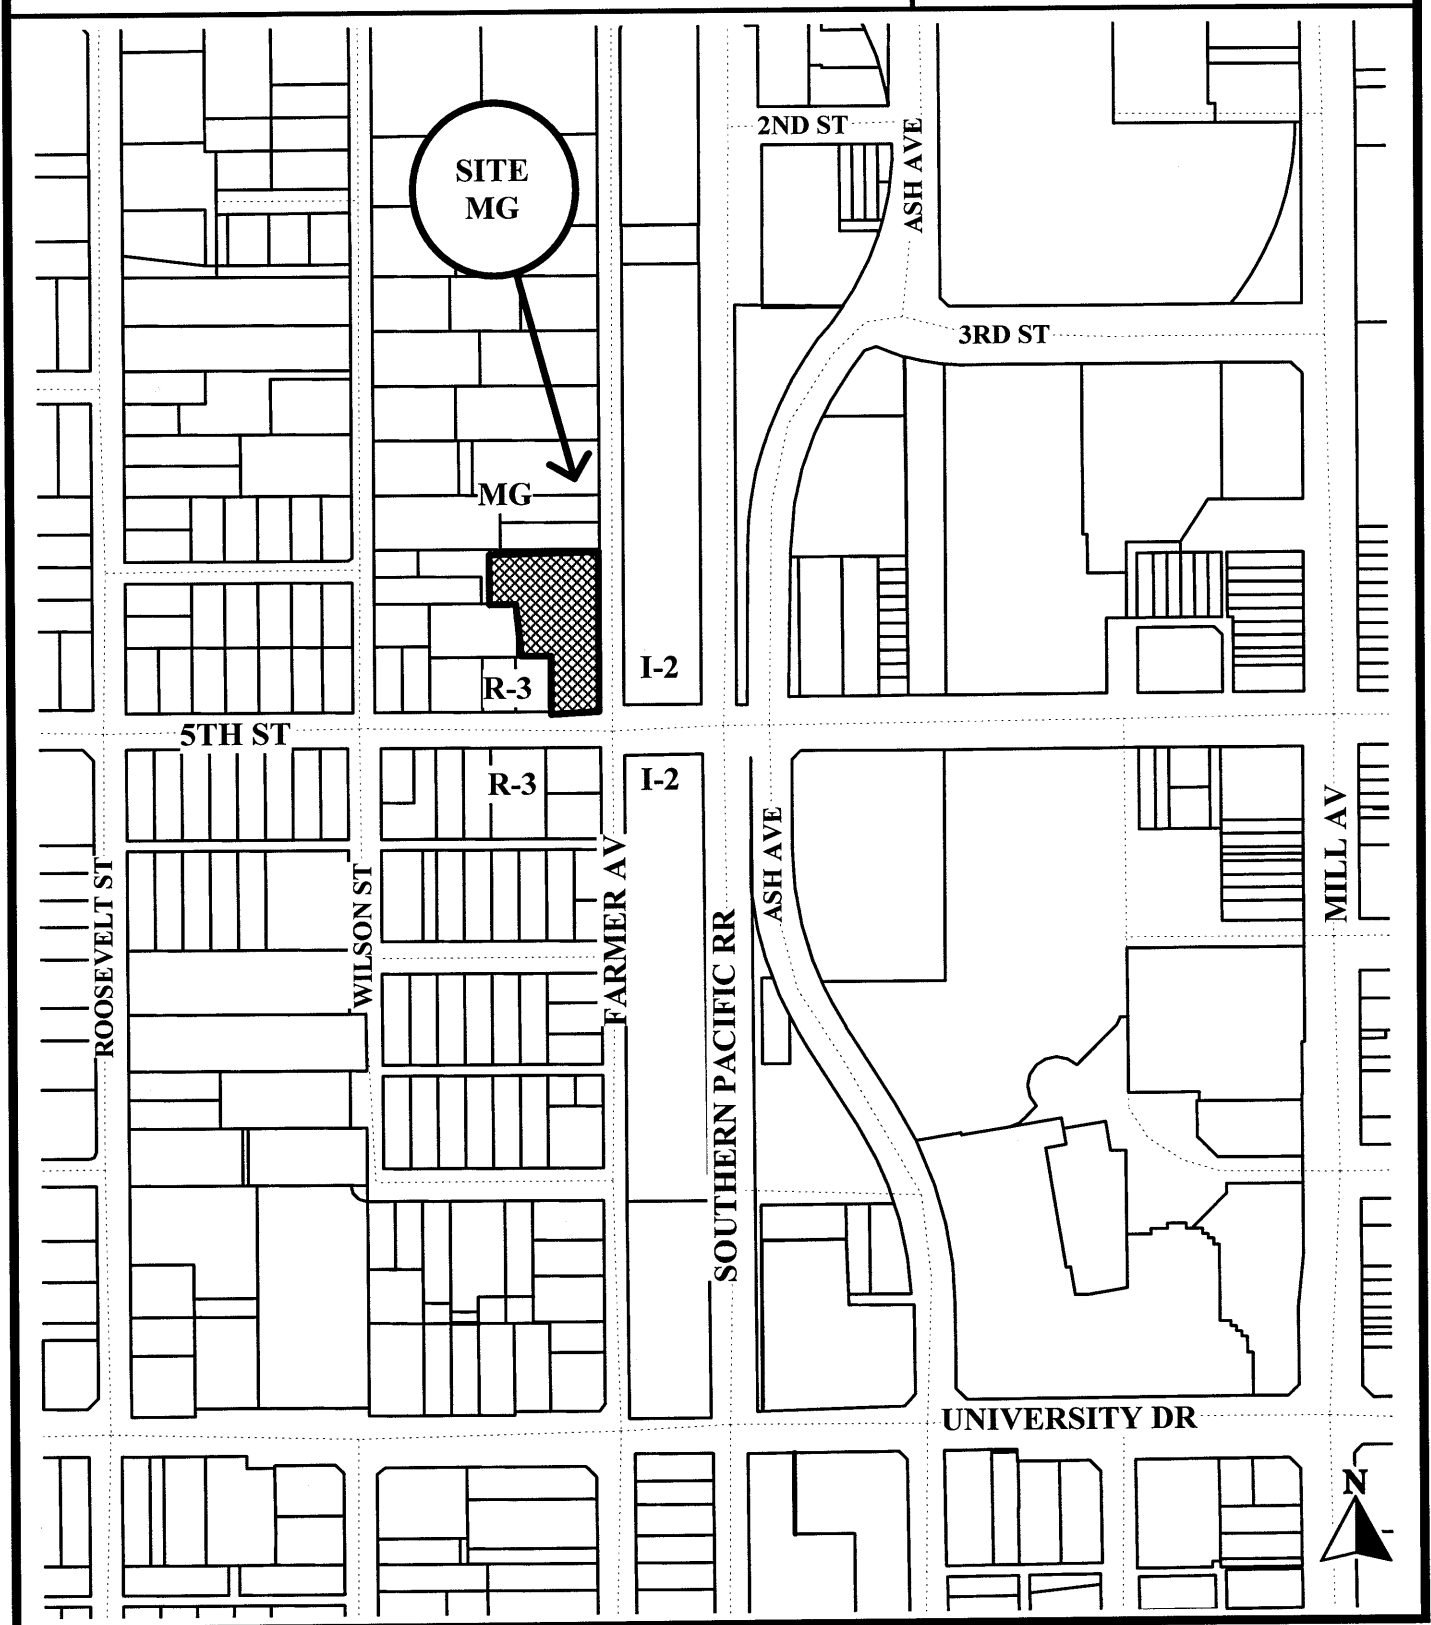 2ND ST
ASH AVE
SITE
MG
3RD ST
MG
I-2
R-3
5TH ST
R-3
I-2
ASH AVE
MILL AV
ROOSEVELT ST
WILSON ST
FARMER AV
SOUTHERN PACIFIC RR
UNIVERSITY DR
N